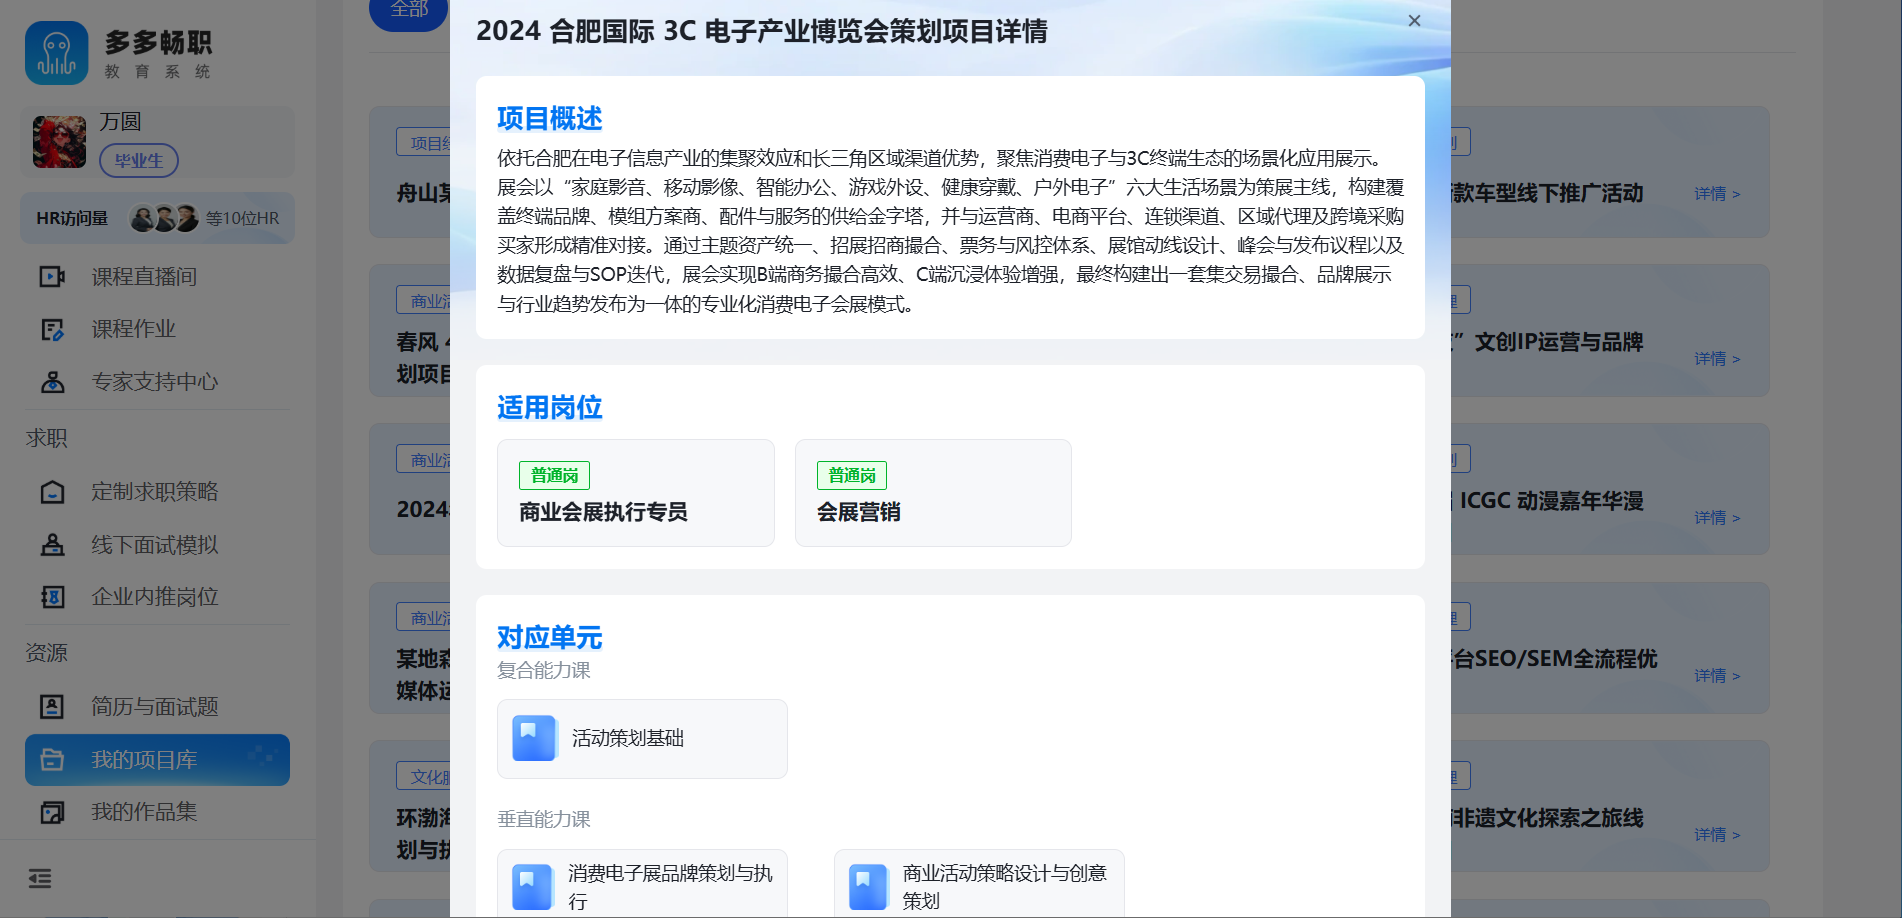 多多畅职
教育系统
万圆
毕业生
HR访问量
等10位HR
课程直播间
课程作业
专家支持中心
求职
定制求职策略
线下面试模拟
企业内推岗位
资源
简历与面试题
我的项目库
我的作品集
全部
舟山某
商业活
春风
划项目
商业活
2024
商业活
某地森
媒体运
文化服
环渤海
划与执
2024 合肥国际 3C 电子产业博览会策划项目详情
项目概述
依托合肥在电子信息产业的集聚效应和长三角区域渠道优势，聚焦消费电子与3C终端生态的场景化应用展示。
展会以“家庭影音、移动影像、智能办公、游戏外设、健康穿戴、户外电子”六大生活场景为策展主线，构建覆
盖终端品牌、模组方案商、配件与服务的供给金字塔，并与运营商、电商平台、连锁渠道、区域代理及跨境采购
买家形成精准对接。通过主题资产统一、招展招商撮合、票务与风控体系、展馆动线设计、峰会与发布议程以及
数据复盘与SOP迭代，展会实现B端商务撮合高效、C端沉浸体验增强，最终构建出一套集交易撮合、品牌展示
与行业趋势发布为一体的专业化消费电子会展模式。
适用岗位
普通岗
商业会展执行专员
普通岗
会展营销
对应单元
复合能力课
活动策划基础
垂直能力课
消费电子展品牌策划与执
行
商业活动策略设计与创意
策划
款车型线下推广活动
详情 >
”文创IP运营与品牌
详情 >
ICGC 动漫嘉年华漫
详情 >
台SEO/SEM全流程优
详情 >
非遗文化探索之旅线
详情 >